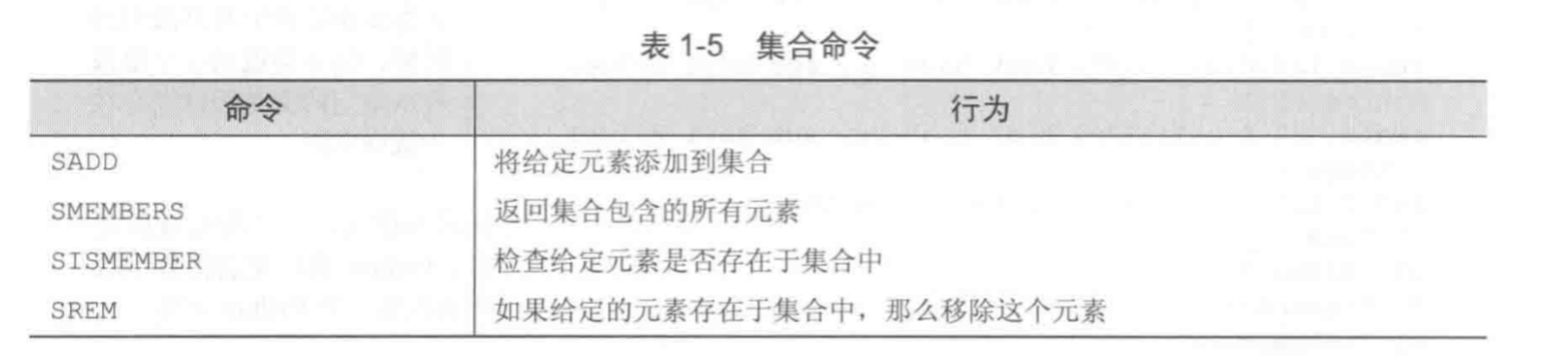 表 1-5 集合命令
命令 行为
SADD 将给定元素添加到集合
SMEMBERS 返回集合包含的所有元素
SISMEMBER 检查给定元素是否存在于集合中
SREM 如果给定的元素存在于集合中，那么移除这个元素